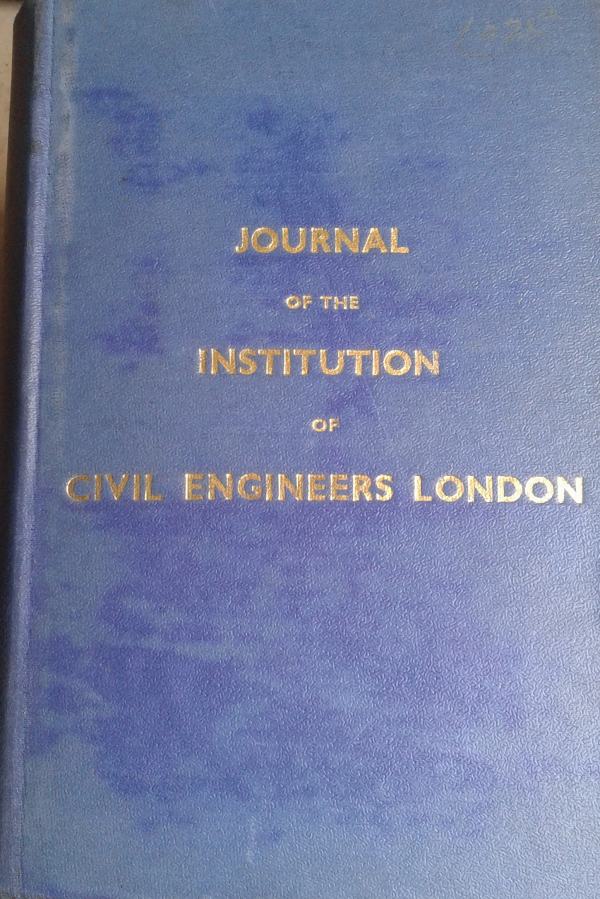 JOURNAL
OF THE
INSTITUTION
OF
CIVIL ENGINEERS LONDON